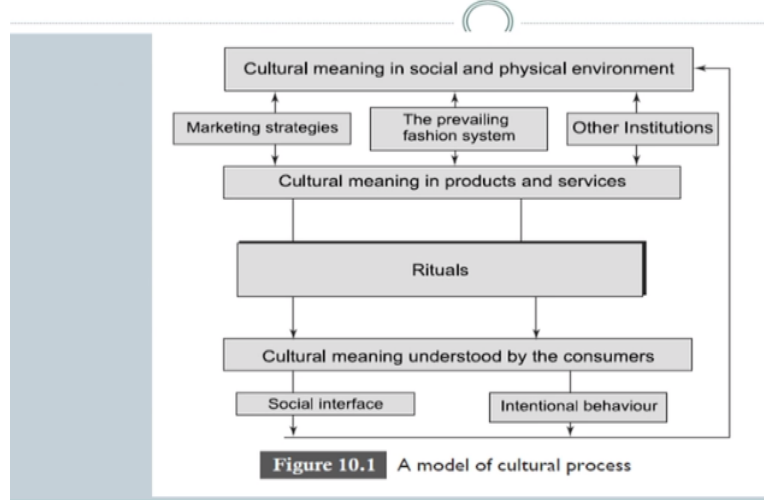 Cultural meaning in social and physical environment
Marketing strategies
The prevailing
fashion system
Other Institutions
Cultural meaning in products and services
Rituals
Cultural meaning understood by the consumers
Social interface
Intentional behaviour
Figure 10.1 A model of cultural process